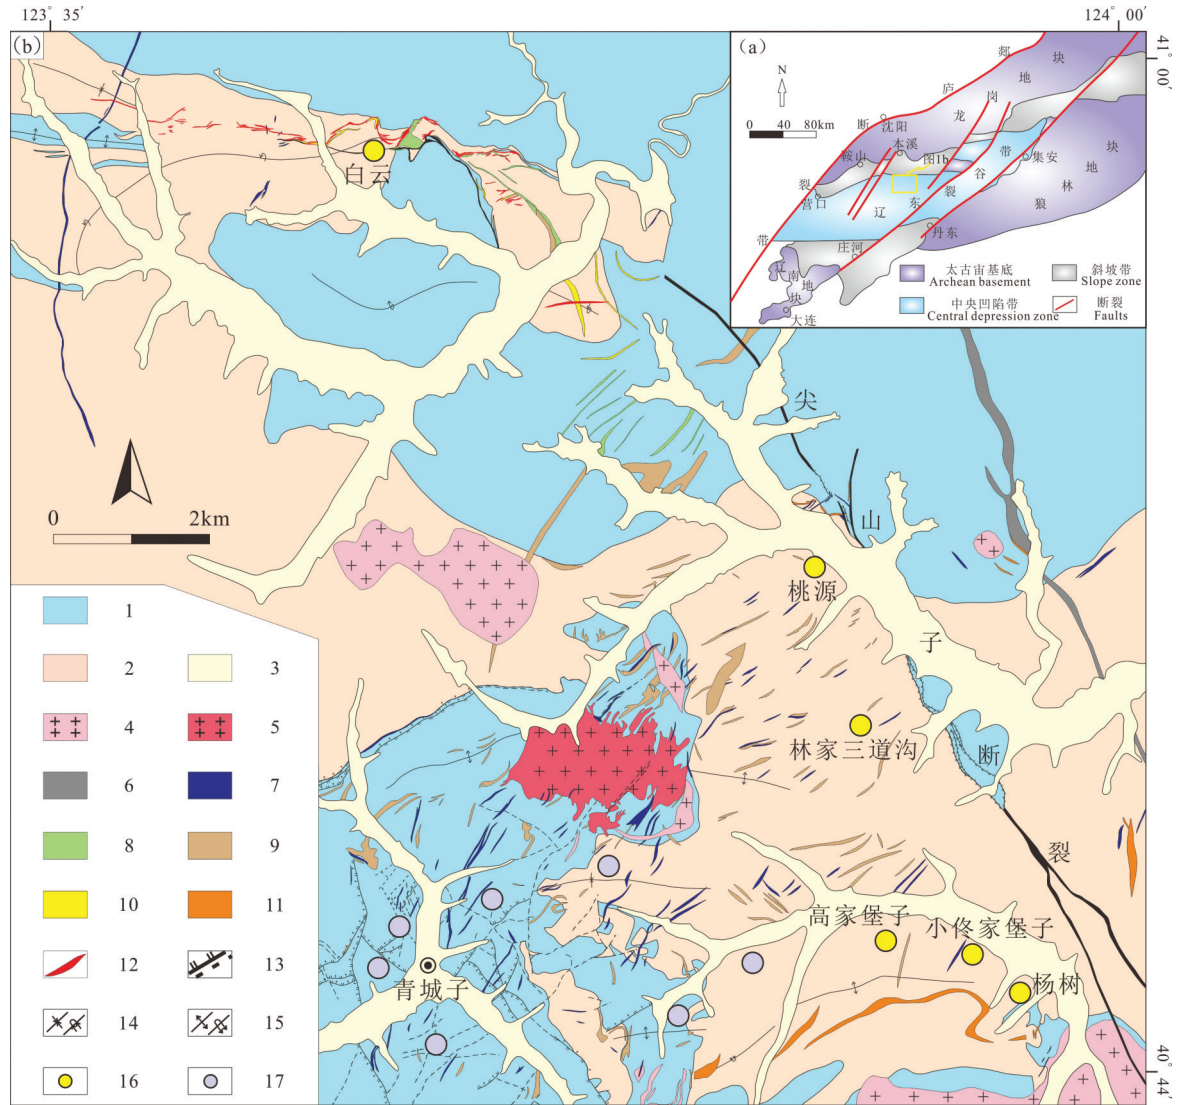 123° 35′
124° 00′
(b)
41° 00′
(a)
N
0 40 80km
郯
庐
断
裂
带
沈阳
本溪
鞍山
营口
图1b
龙
岗
地
块
辽
东
裂
谷
带
集安
狼
林
地
块
丹东
庄河
辽
南
地
块
大连
太古宙基底
Archean basement
斜坡带
Slope zone
中央凹陷带
Central depression zone
断裂
Faults
白云
尖
山
子
断
裂
桃源
林家三道沟
高家堡子
小佟家堡子
杨树
青城子
0 2km
1
2 3
4 5
6 7
8 9
10 11
12 13
14 15
16 17
40° 44′